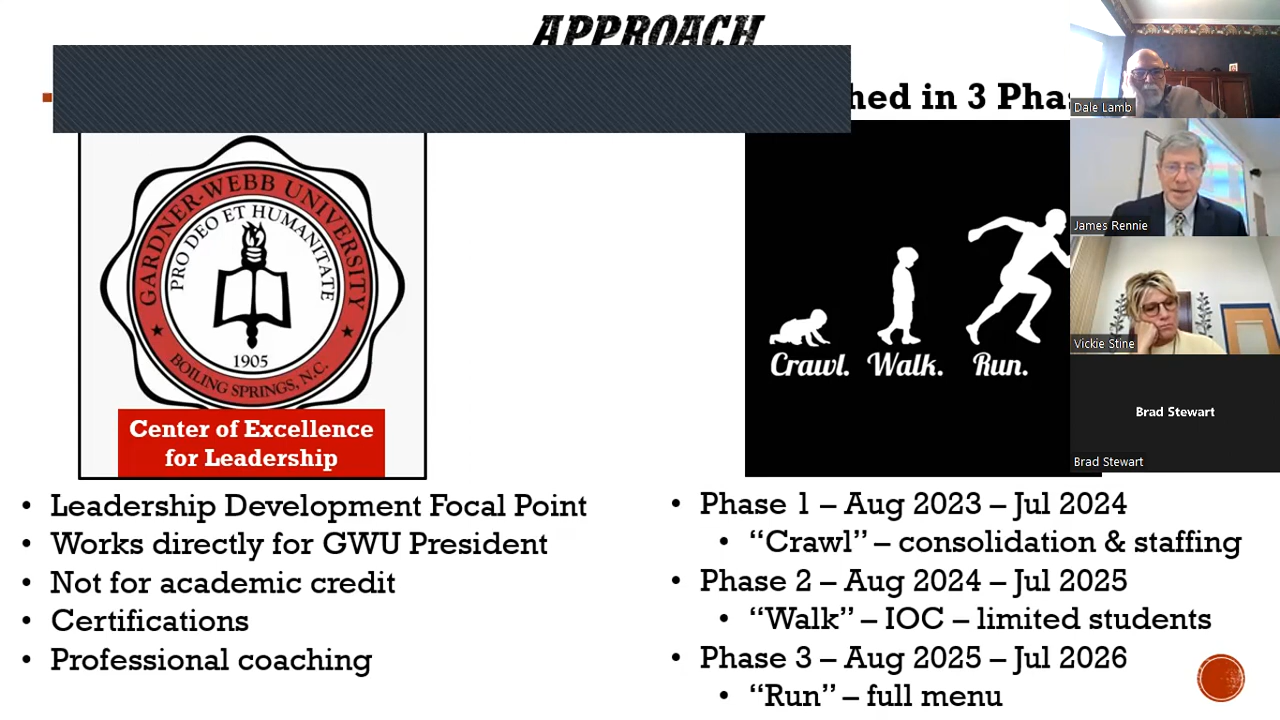 APPROACH
hed in 3 Phas
GARDNER-WEBB UNIVERSITY
PRO DEO ET HUMANITATE
1905
BOILING SPRINGS, N.C.
Center of Excellence
for Leadership
Crawl. Walk. Run.
• Leadership Development Focal Point
• Works directly for GWU President
• Not for academic credit
• Certifications
• Professional coaching
• Phase 1 – Aug 2023 – Jul 2024
• “Crawl” – consolidation & staffing
• Phase 2 – Aug 2024 – Jul 2025
• “Walk” – IOC – limited students
• Phase 3 – Aug 2025 – Jul 2026
• “Run” – full menu
Dale Lamb
James Rennie
Vickie Stine
Brad Stewart
Brad Stewart